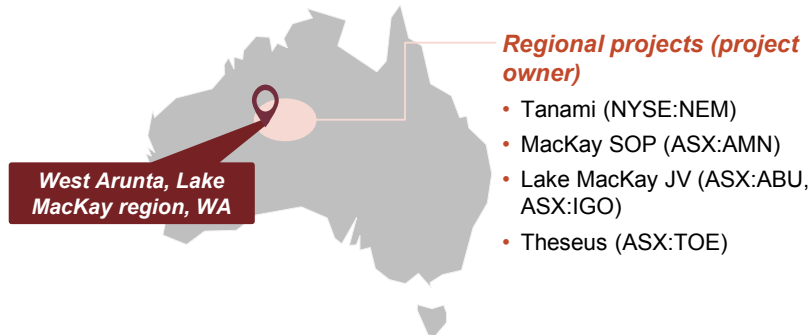 Regional projects (project
owner)
• Tanami (NYSE:NEM)
• MacKay SOP (ASX:AMN)
• Lake MacKay JV (ASX:ABU,
ASX:IGO)
• Theseus (ASX:TOE)
West Arunta, Lake
MacKay region, WA